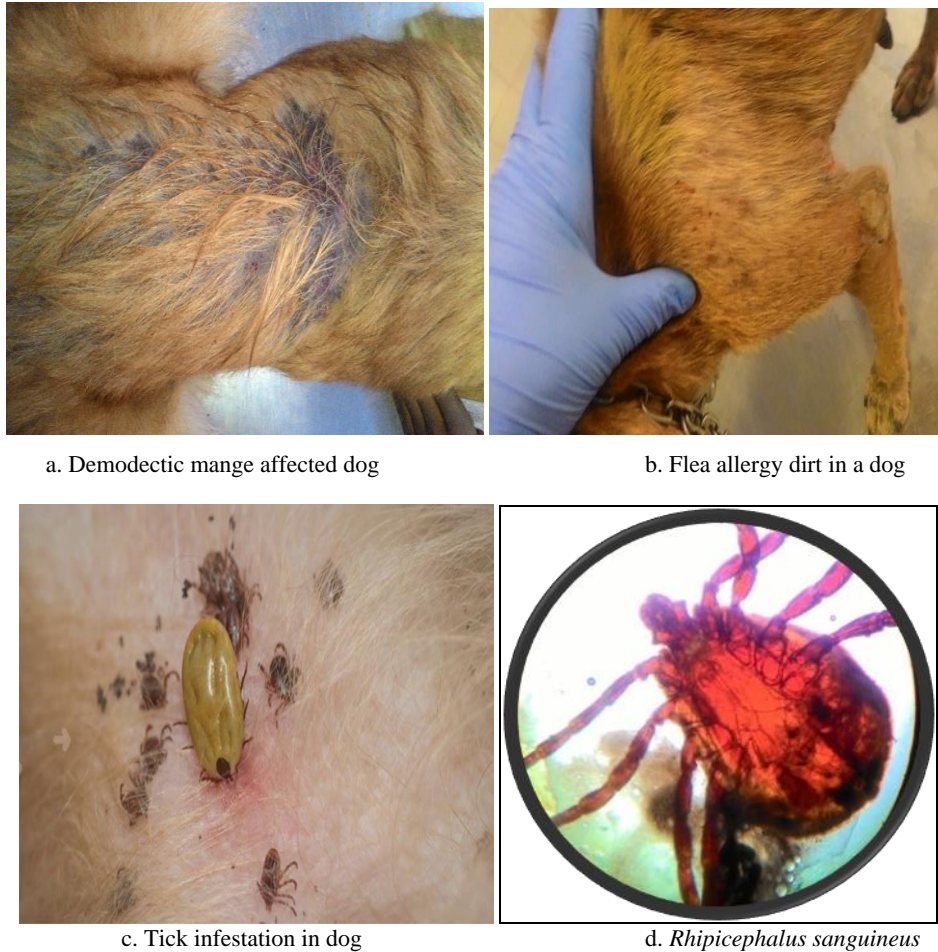 a. Demodectic mange affected dog
b. Flea allergy dirt in a dog
c. Tick infestation in dog
d. Rhipicephalus sanguineus